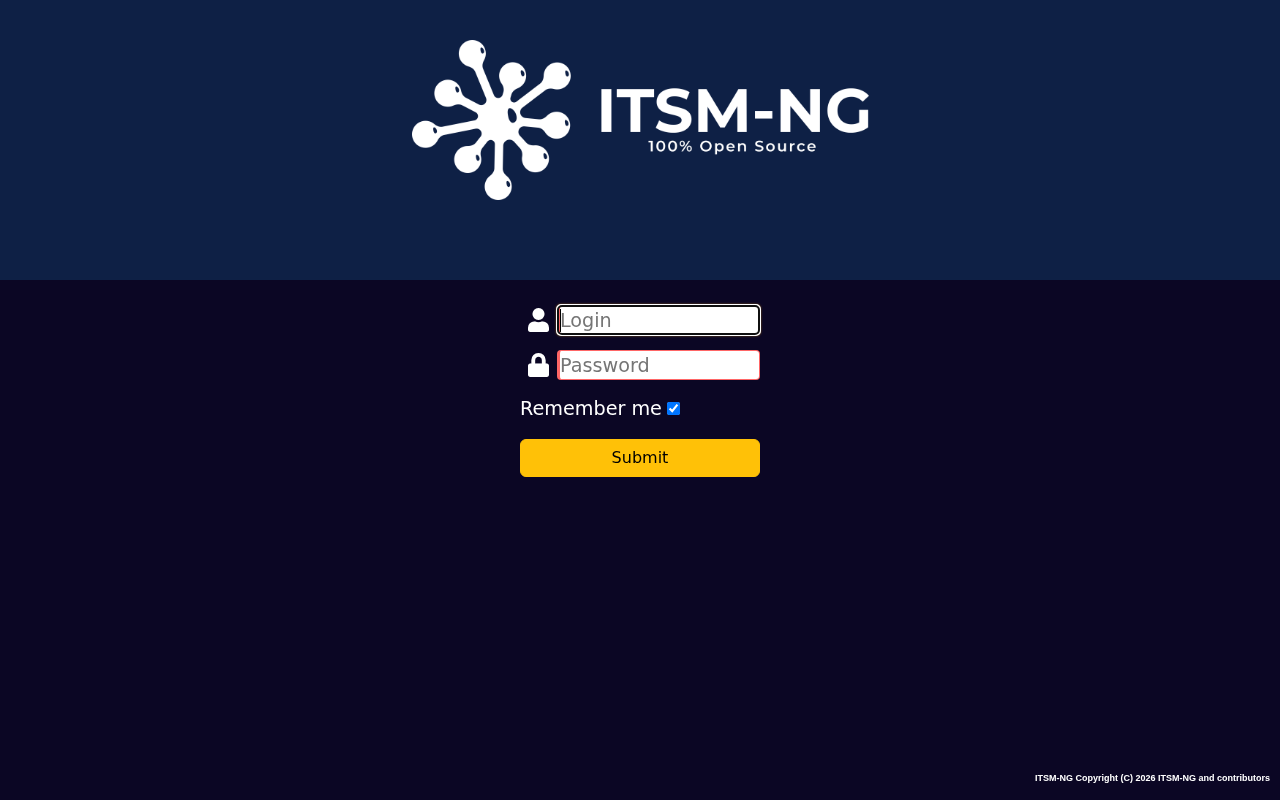 ITSM-NG
100% Open Source
Login
Password
Remember me
Submit
ITSM-NG Copyright (C) 2026 ITSM-NG and contributors